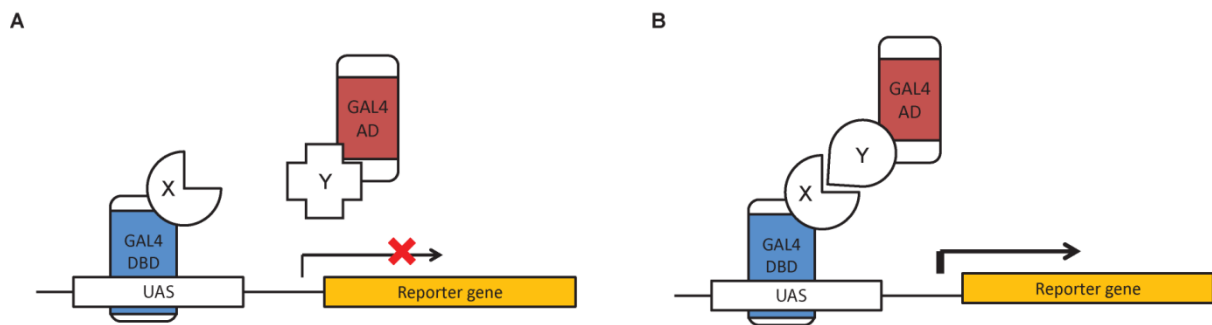 A
GAL4
AD
Y
X
GAL4
DBD
UAS
Reporter gene
B
GAL4
AD
Y
X
GAL4
DBD
UAS
Reporter gene